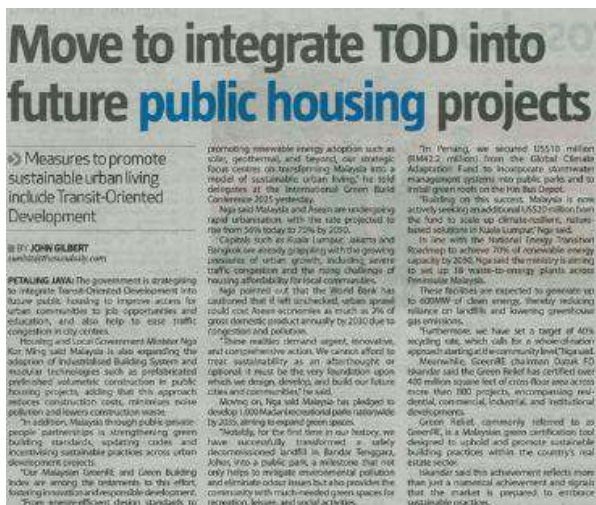 Move to integrate TOD into
future public housing projects
Measures to promote
sustainable urban living
include Transit-Oriented
Development
BY JOHN GILBERT
PETALING JAYA: The government is strategising
to integrate Transit-Oriented Development into
future public housing to improve access for
urban communities to job opportunities and
education, and also help to ease traffic
congestion in city centres.
Housing and Local Government Minister Nga
Kor Ming said Malaysia is also expanding the
adoption of Industrialised Building System and
modular technologies such as prefabricated
prefinished volumetric construction in public
housing projects, adding that this approach
reduces construction costs, minimises noise
pollution and lowers construction waste.
"In addition, Malaysia through public-private-
people partnerships is strengthening green
building standards, updating codes and
incentivising sustainable practices across urban
development projects.
"Our Malaysian GreenRE and Green Building
Index are among the testaments to this effort,
fostering innovation and responsible development.
"From energy-efficient design standards to
promoting renewable energy adoption such as
solar, geothermal, and beyond, our strategic
focus centres on transforming Malaysia into a
model of sustainable urban living," he told
delegates at the International Green Build
Conference 2025 yesterday.
Nga said Malaysia and Asean are undergoing
rapid urbanisation, with the rate projected to
rise from 56% today to 70% by 2050.
"Capitals such as Kuala Lumpur, Jakarta and
Bangkok are already grappling with the growing
pressures of urban growth, including severe
traffic congestion and the rising challenge of
housing affordability for local communities.
Nga pointed out that the World Bank has
cautioned that if left unchecked, urban sprawl
could cost Asean economies as much as 2% of
gross domestic product annually by 2030 due to
congestion and pollution.
"These realities demand urgent, innovative,
and comprehensive action. We cannot afford to
treat sustainability as an afterthought or
optional; it must be the very foundation upon
which we design, develop, and build our future
cities and communities," he said.
Moving on, Nga said Malaysia has pledged to
develop 1,000 Madani recreational parks nationwide
by 2035, aiming to expand green spaces.
"Notably, for the first time in our history, we
have successfully transformed a safely
decommissioned landfill in Bandar Tenggara,
Johor, into a public park, a milestone that not
only helps to mitigate environmental pollution
and eliminate odour issues but also provides the
community with much-needed green spaces for
recreation, leisure, and social activities.
"In Penang, we secured US$10 million
(RM42.2 million) from the Global Climate
Adaptation Fund to incorporate stormwater
management systems into public parks and to
install green roofs on the Hin Bus Depot.
"Building on this success, Malaysia is now
actively seeking an additional US$20 million from
the fund to scale up climate-resilient, nature-
based solutions in Kuala Lumpur," Nga said.
In line with the National Energy Transition
Roadmap to achieve 70% of renewable energy
capacity by 2050, Nga said the ministry is aiming
to set up 18 waste-to-energy plants across
Peninsular Malaysia.
These facilities are expected to generate up
to 600MW of clean energy, thereby reducing
reliance on landfills and lowering greenhouse
gas emissions.
"Furthermore, we have set a target of 40%
recycling rate, which calls for a whole-of-nation
approach starting at the community level," Nga said.
Meanwhile, GreenRE chairman Datuk FD
Iskandar said the Green Relief has certified over
400 million square feet of cross floor area across
more than 800 projects, encompassing resi-
dential, commercial, industrial, and institutional
developments.
Green Relief, commonly referred to as
GreenRE, is a Malaysian green certification tool
designed to uphold and promote sustainable
building practices within the country's real
estate sector.
Iskandar said this achievement reflects more
than just a numerical achievement and signals
that the market is prepared to embrace
sustainable practices.